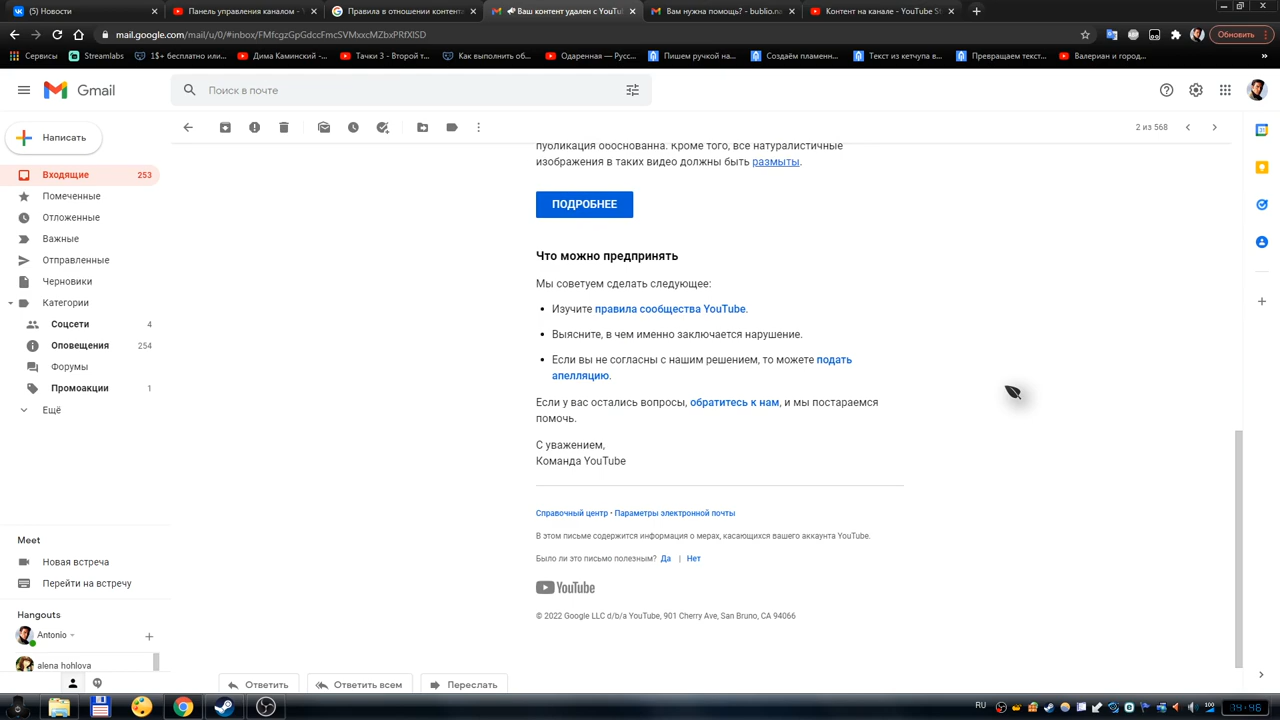 (5) Новости
Панель управления каналом - Y
Правила в отношении контента
Ваш контент удален с YouTube
Вам нужна помощь? - bublio.na
Контент на канале - YouTube S
mail.google.com/mail/u/0/#inbox/FMfcgzGpGdccFmcSVMxxcMZbxPRfXlSD
Обновить
Сервисы
Streamlabs
1$+ бесплатно или...
Дима Каминский -...
Тачки 3 - Второй т...
Как выполнить об...
Одаренная — Русс...
Пишем ручкой на...
Создаём пламенн...
Текст из кетчупа в...
Превращаем текст...
Валериан и город...
Gmail
Поиск в почте
Написать
2 из 568
Входящие 253
Помеченные
Отложенные
Важные
Отправленные
Черновики
Категории
Соцсети 4
Оповещения 254
Форумы
Промоакции 1
Ещё
публикация обоснованна. Кроме того, все натуралистичные
изображения в таких видео должны быть размыты.
ПОДРОБНЕЕ
Что можно предпринять
Мы советуем сделать следующее:
• Изучите правила сообщества YouTube.
• Выясните, в чем именно заключается нарушение.
• Если вы не согласны с нашим решением, то можете подать
апелляцию.
Если у вас остались вопросы, обратитесь к нам, и мы постараемся
помочь.
С уважением,
Команда YouTube
Справочный центр • Параметры электронной почты
В этом письме содержится информация о мерах, касающихся вашего аккаунта YouTube.
Было ли это письмо полезным? Да | Нет
YouTube
© 2022 Google LLC d/b/a YouTube, 901 Cherry Ave, San Bruno, CA 94066
Meet
Новая встреча
Перейти на встречу
Hangouts
Antonio
alena hohlova
Ответить
Ответить всем
Переслать
RU
100